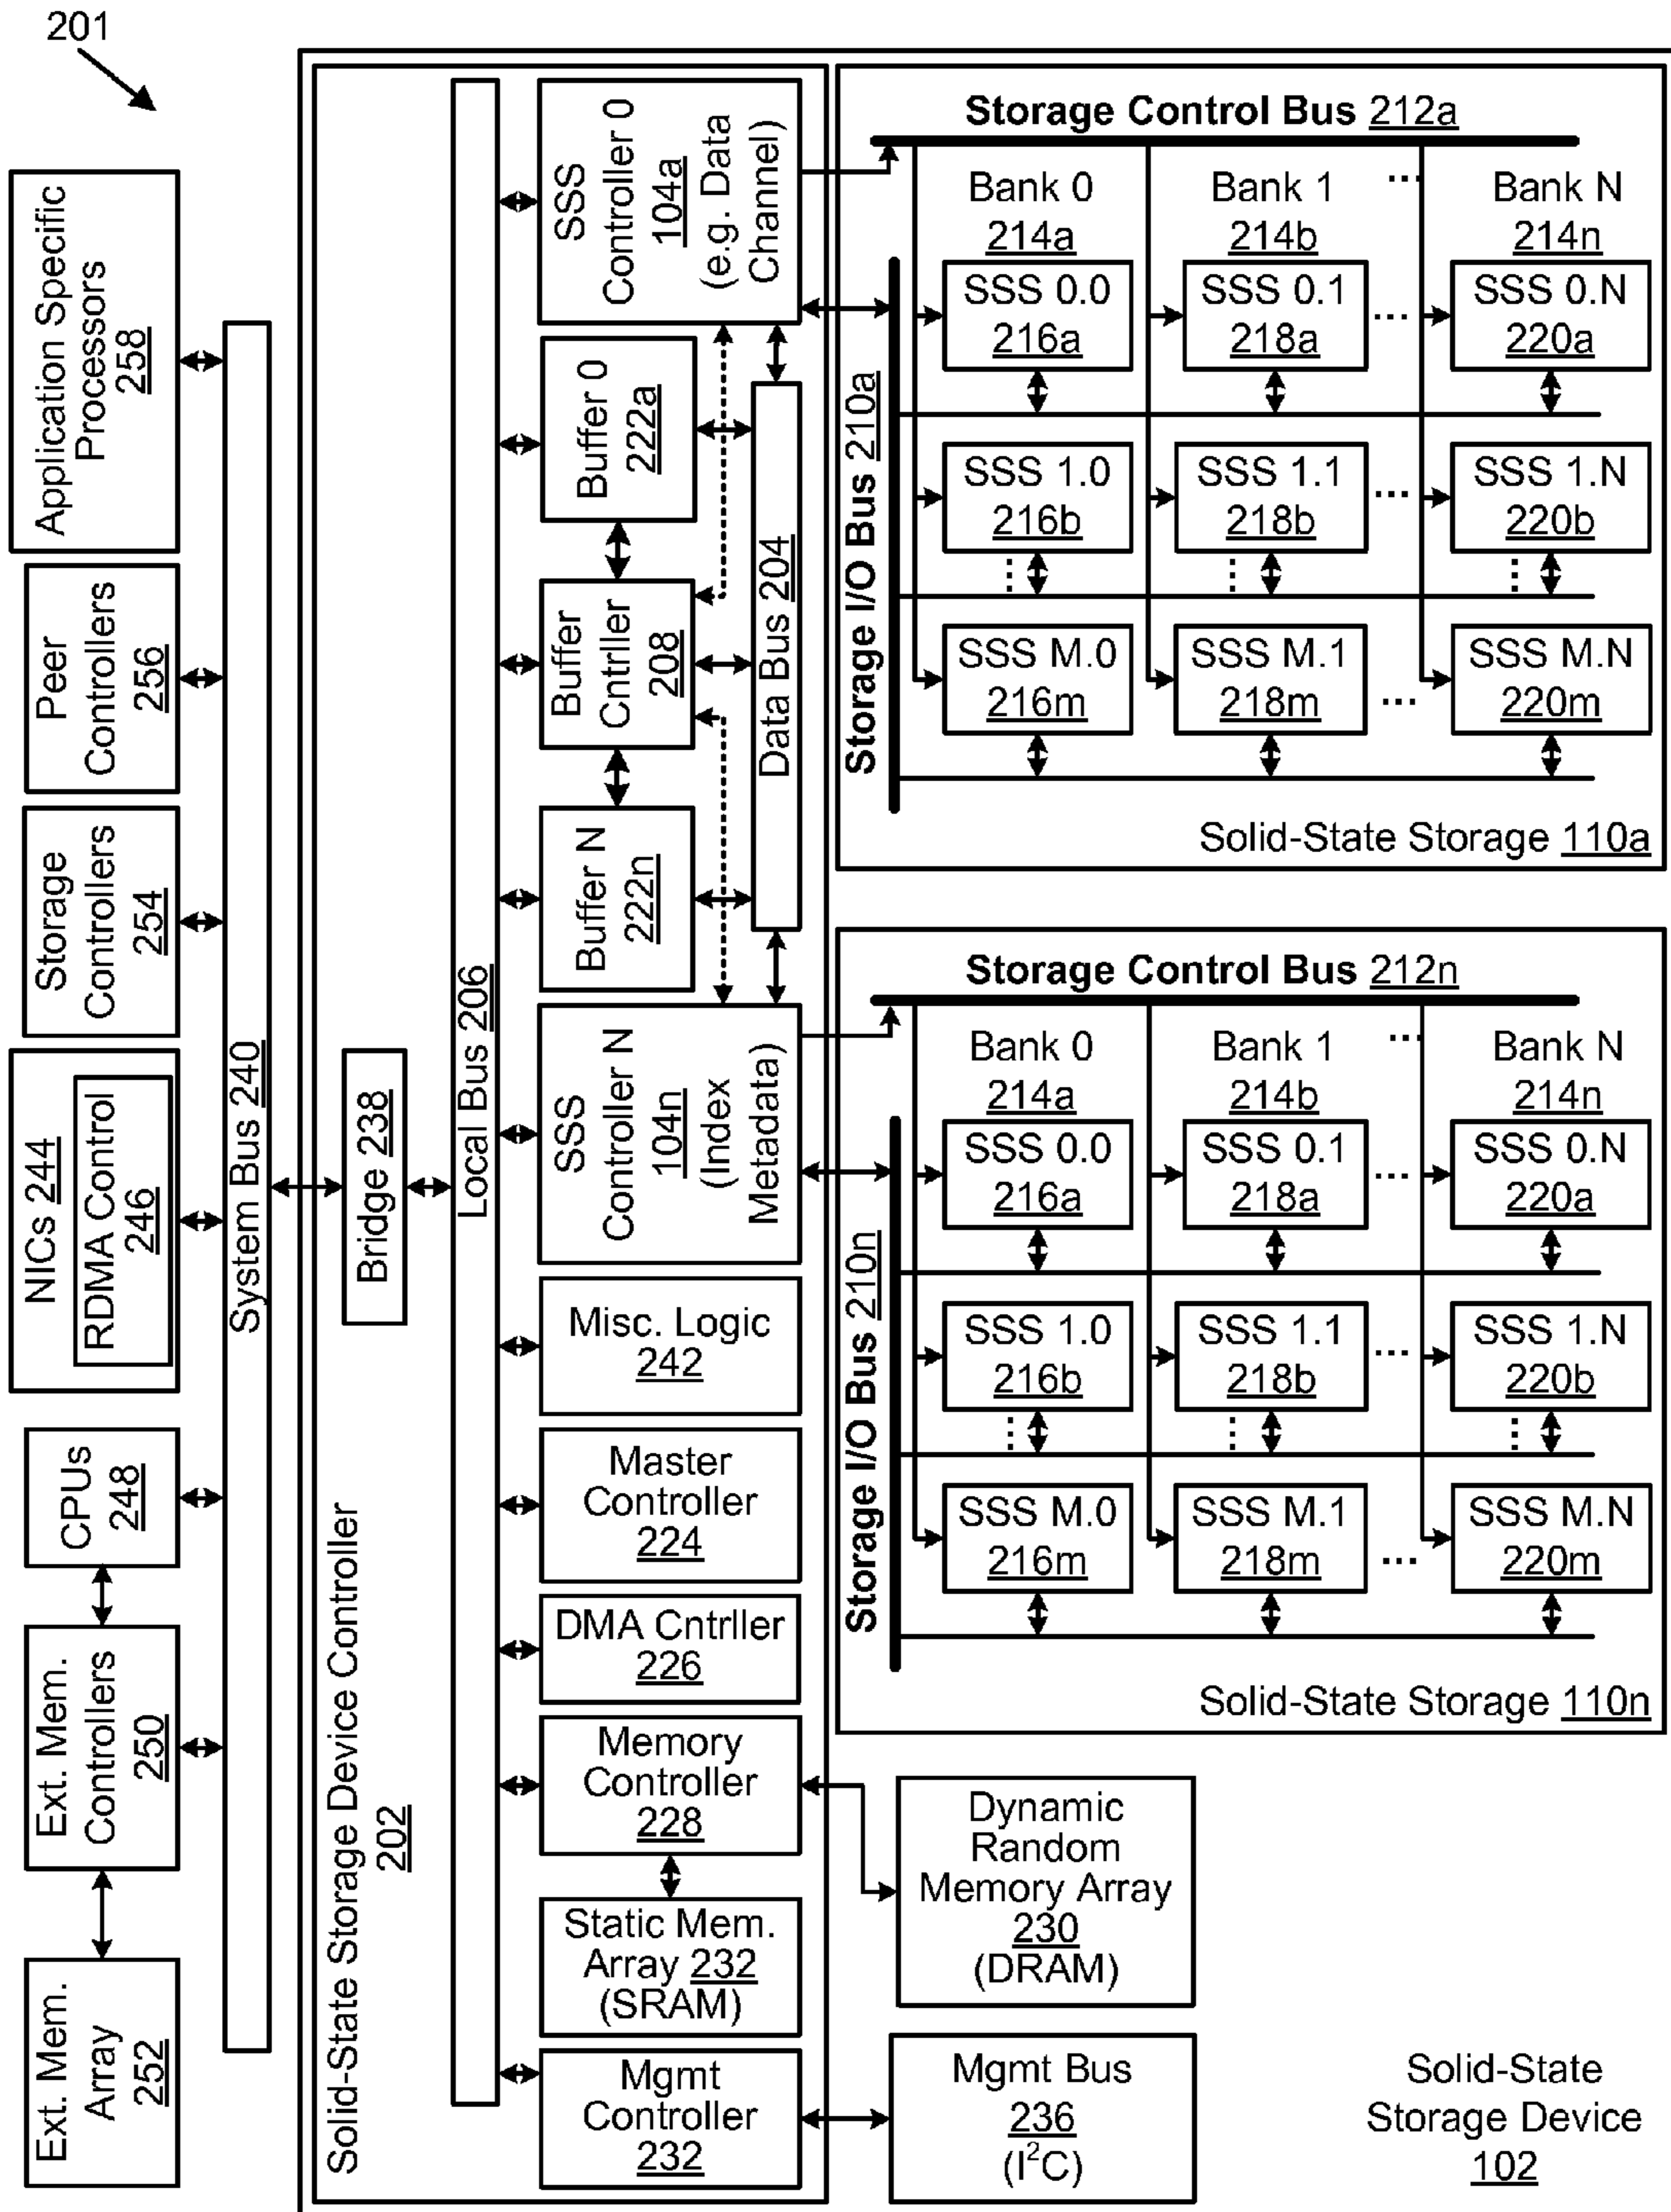 201
Application Specific
Processors
258
Peer
Controllers
256
Storage
Controllers
254
NICs 244
RDMA Control
246
CPUs
248
Ext. Mem.
Controllers
250
Ext. Mem.
Array
252
System Bus 240
Bridge 238
Solid-State Storage Device Controller
202
Local Bus 206
SSS
Controller 0
104a
(e.g. Data
Channel)
Buffer 0
222a
Buffer
Cntrller
208
Buffer N
222n
Data Bus 204
SSS
Controller N
104n
(Index
Metadata)
Misc. Logic
242
Master
Controller
224
DMA Cntrller
226
Memory
Controller
228
Static Mem.
Array 232
(SRAM)
Mgmt
Controller
232
Storage Control Bus 212a
Bank 0 Bank 1 ... Bank N
214a 214b 214n
Storage I/O Bus 210a
SSS 0.0 SSS 0.1 SSS 0.N
216a 218a ... 220a
SSS 1.0 SSS 1.1 SSS 1.N
216b 218b ... 220b
... ... ...
SSS M.0 SSS M.1 SSS M.N
216m 218m ... 220m
Solid-State Storage 110a
Storage Control Bus 212n
Bank 0 Bank 1 ... Bank N
214a 214b 214n
Storage I/O Bus 210n
SSS 0.0 SSS 0.1 SSS 0.N
216a 218a ... 220a
SSS 1.0 SSS 1.1 SSS 1.N
216b 218b ... 220b
... ... ...
SSS M.0 SSS M.1 SSS M.N
216m 218m ... 220m
Solid-State Storage 110n
Dynamic
Random
Memory Array
230
(DRAM)
Mgmt Bus
236
(I²C)
Solid-State
Storage Device
102